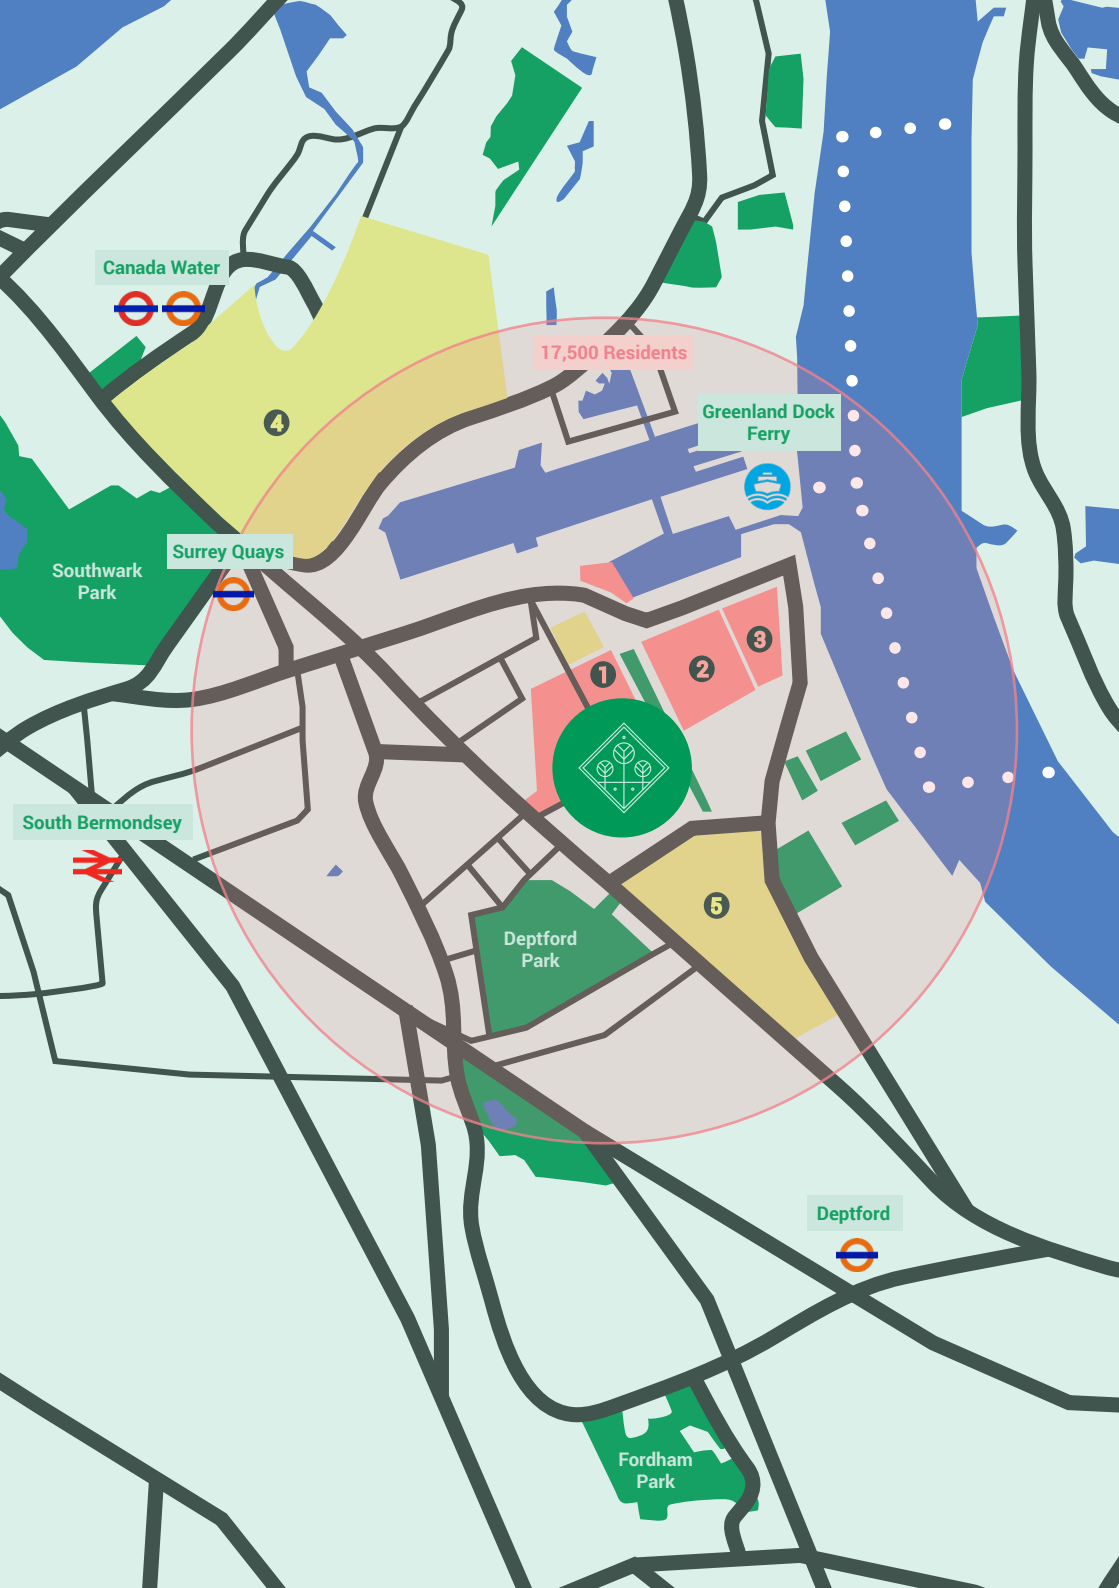 Canada Water
17,500 Residents
4
Greenland Dock
Ferry
Surrey Quays
Southwark
Park
1
2
3
South Bermondsey
5
Deptford
Park
Deptford
Fordham
Park